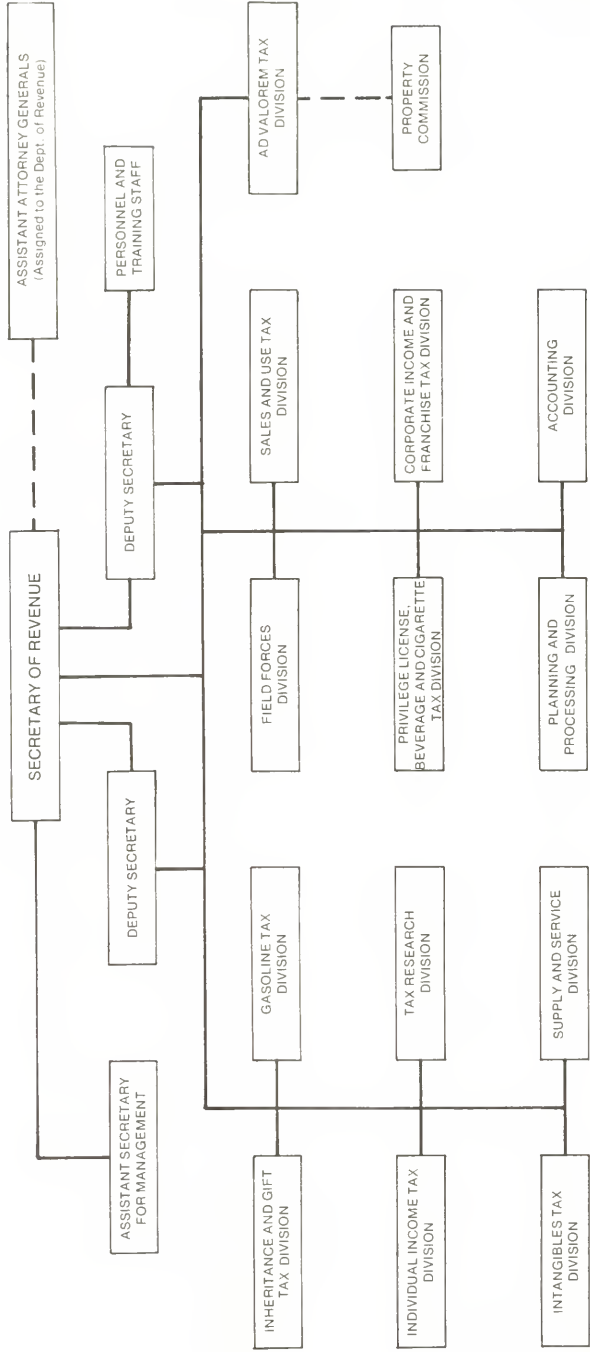 ASSISTANT ATTORNEY GENERALS
(Assigned to the Dept. of Revenue)
SECRETARY OF REVENUE
ASSISTANT SECRETARY
FOR MANAGEMENT
DEPUTY SECRETARY
DEPUTY SECRETARY
PERSONNEL AND
TRAINING STAFF
INHERITANCE AND GIFT
TAX DIVISION
GASOLINE TAX
DIVISION
FIELD FORCES
DIVISION
SALES AND USE TAX
DIVISION
AD VALOREM TAX
DIVISION
INDIVIDUAL INCOME TAX
DIVISION
TAX RESEARCH
DIVISION
PRIVILEGE LICENSE,
BEVERAGE AND CIGARETTE
TAX DIVISION
CORPORATE INCOME AND
FRANCHISE TAX DIVISION
PROPERTY
COMMISSION
INTANGIBLES TAX
DIVISION
SUPPLY AND SERVICE
DIVISION
PLANNING AND
PROCESSING DIVISION
ACCOUNTING
DIVISION